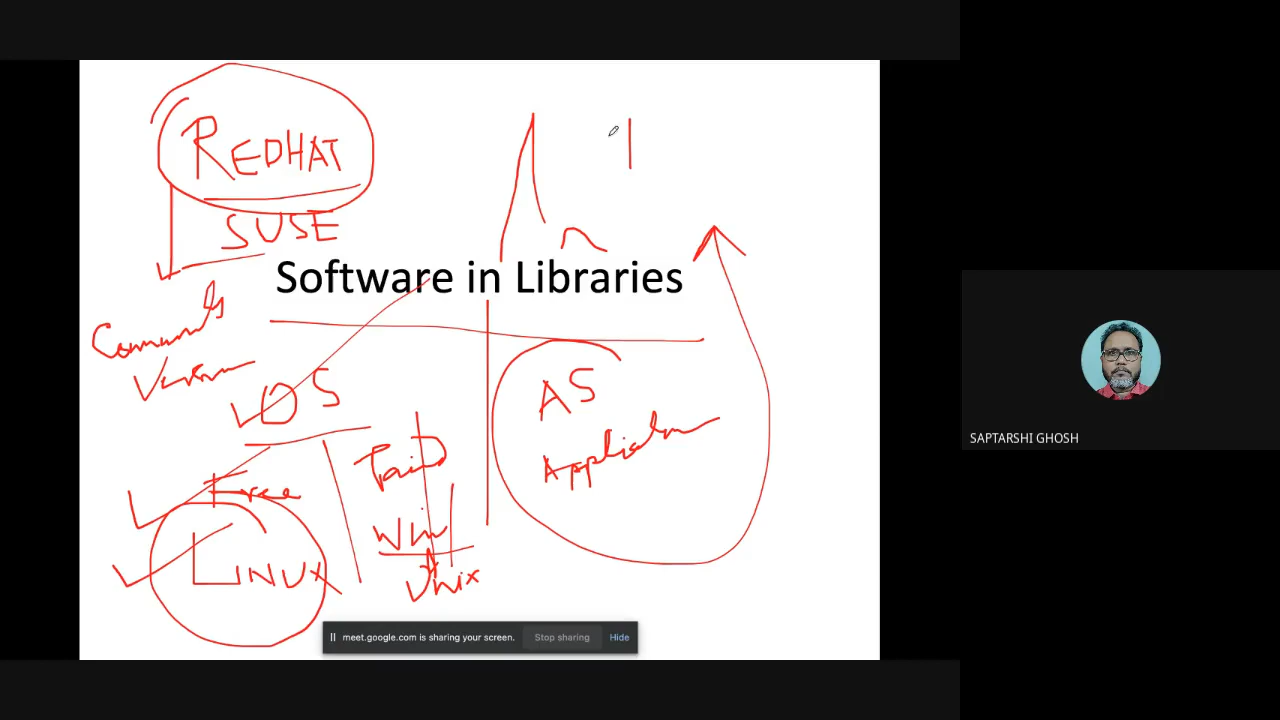 REDHAT
SUSE
Software in Libraries
Version
OS
AS
Application
Free
Paid
LINUX
Win
Unix
SAPTARSHI GHOSH
meet.google.com is sharing your screen.
Stop sharing
Hide